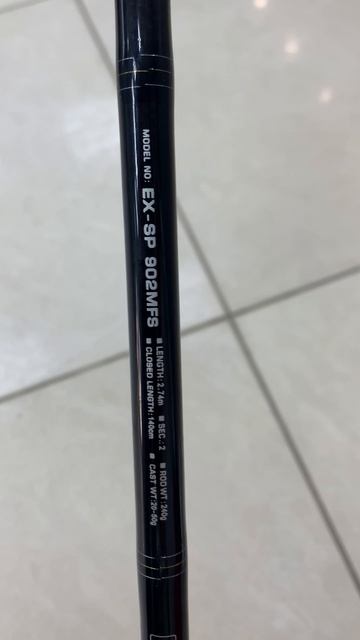 MODEL NO: EX-SP 902MFS
■ LENGTH:2.74m ■ SEC.:2 ■ ROD WT:240g
■ CLOSED LENGTH:140cm ■ CAST WT:20-50g